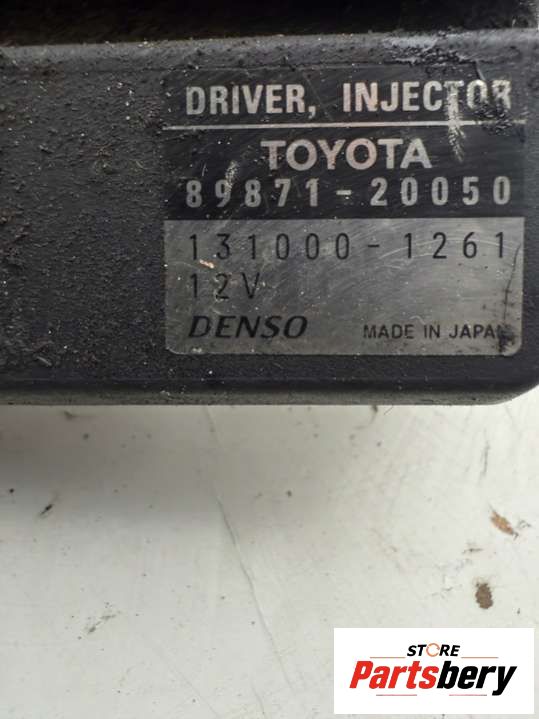 DRIVER, INJECTOR
TOYOTA
89871-20050
131000-1261
12V
DENSO MADE IN JAPAN
STORE
Partsbery